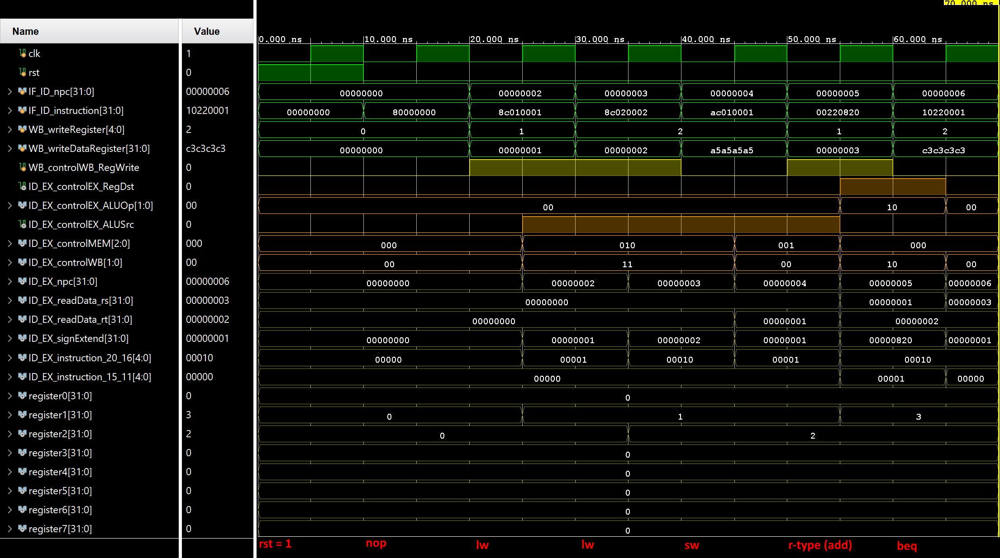 70.000 ns
Name Value
0.000 ns 10.000 ns 20.000 ns 30.000 ns 40.000 ns 50.000 ns 60.000 ns
clk 1
rst 0
IF_ID_npc[31:0] 00000006 00000000 00000002 00000003 00000004 00000005 00000006
IF_ID_instruction[31:0] 10220001 00000000 80000000 8c010001 8c020002 ac010001 00220820 10220001
WB_writeRegister[4:0] 2 0 1 2 1 2
WB_writeDataRegister[31:0] c3c3c3c3 00000000 00000001 00000002 a5a5a5a5 00000003 c3c3c3c3
WB_controlWB_RegWrite 0
ID_EX_controlEX_RegDst 0
ID_EX_controlEX_ALUOp[1:0] 00 00 10 00
ID_EX_controlEX_ALUSrc 0
ID_EX_controlMEM[2:0] 000 000 010 001 000
ID_EX_controlWB[1:0] 00 00 11 00 10 00
ID_EX_npc[31:0] 00000006 00000000 00000002 00000003 00000004 00000005 00000006
ID_EX_readData_rs[31:0] 00000003 00000000 00000001 00000003
ID_EX_readData_rt[31:0] 00000002 00000000 00000001 00000002
ID_EX_signExtend[31:0] 00000001 00000000 00000001 00000002 00000001 00000820 00000001
ID_EX_instruction_20_16[4:0] 00010 00000 00001 00010 00001 00010
ID_EX_instruction_15_11[4:0] 00000 00000 00001 00000
register0[31:0] 0 0
register1[31:0] 3 0 1 3
register2[31:0] 2 0 2
register3[31:0] 0 0
register4[31:0] 0 0
register5[31:0] 0 0
register6[31:0] 0 0
register7[31:0] 0 0
rst = 1 nop lw lw sw r-type (add) beq